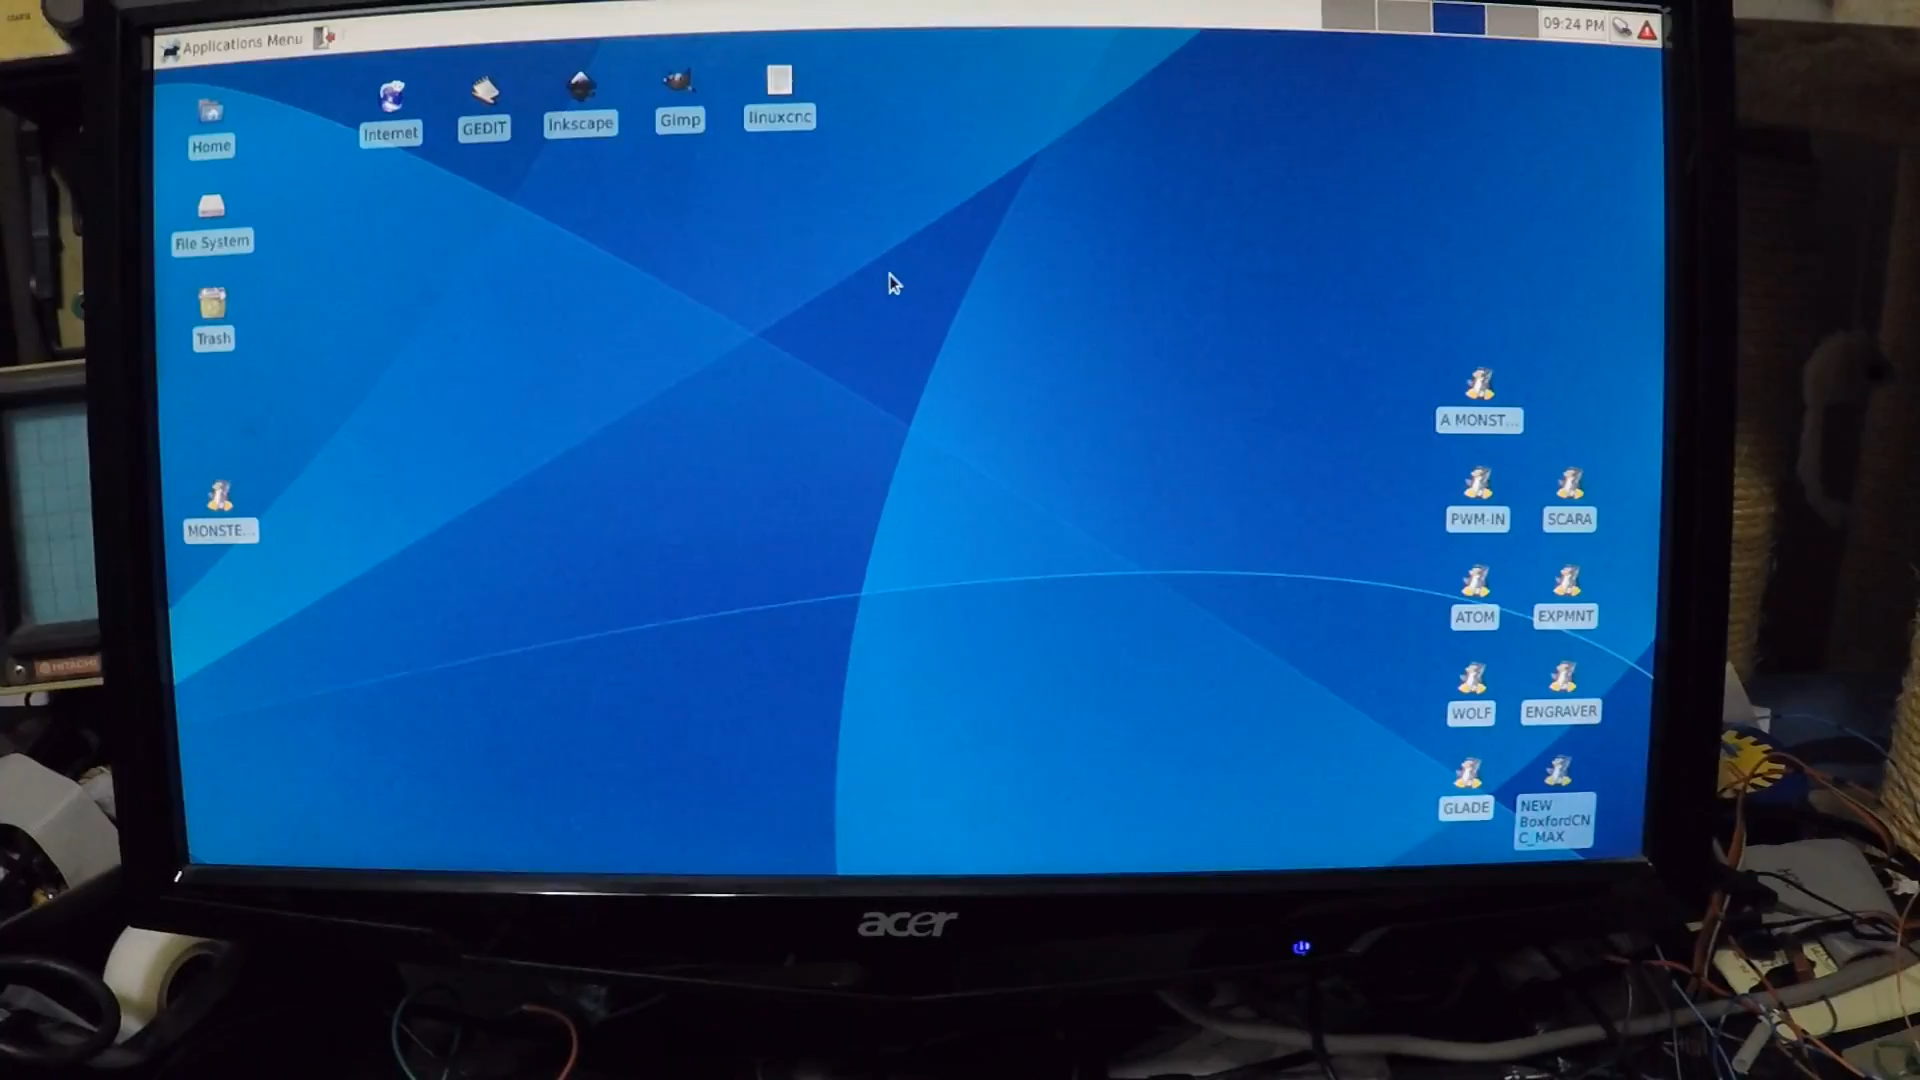 Applications Menu
09:24 PM
Home
Internet
GEDIT
Inkscape
Gimp
linuxcnc
File System
Trash
MONSTE...
A MONST...
PWM-IN
SCARA
ATOM
EXPMNT
WOLF
ENGRAVER
GLADE
NEW
BoxfordCN
C_MAX
HITACHI
acer